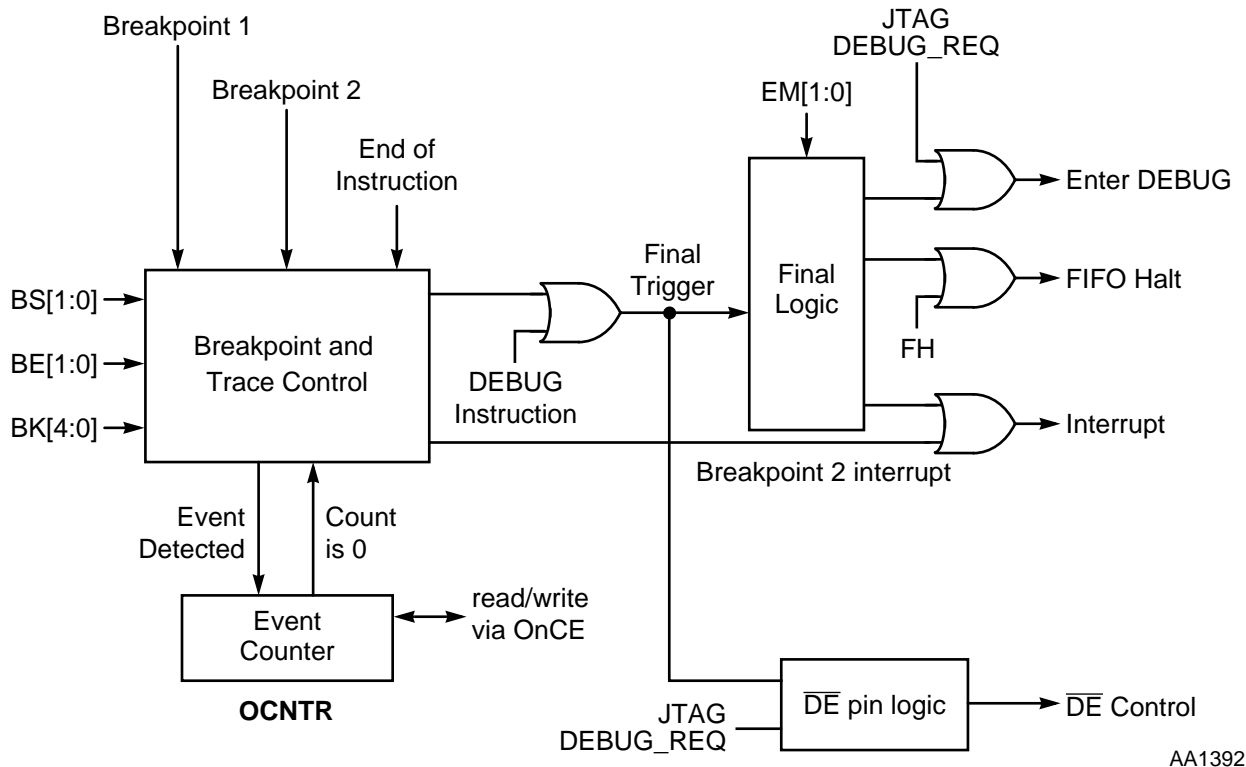 Breakpoint 1
Breakpoint 2
End of
Instruction
JTAG
DEBUG_REQ
EM[1:0]
Enter DEBUG
Final
Trigger
Final
Logic
FIFO Halt
FH
BS[1:0]
BE[1:0]
BK[4:0]
Breakpoint and
Trace Control
DEBUG
Instruction
Interrupt
Breakpoint 2 interrupt
Event
Detected
Count
is 0
Event
Counter
read/write
via OnCE
OCNTR
JTAG
DEBUG_REQ
D̅E̅ pin logic
D̅E̅ Control
AA1392